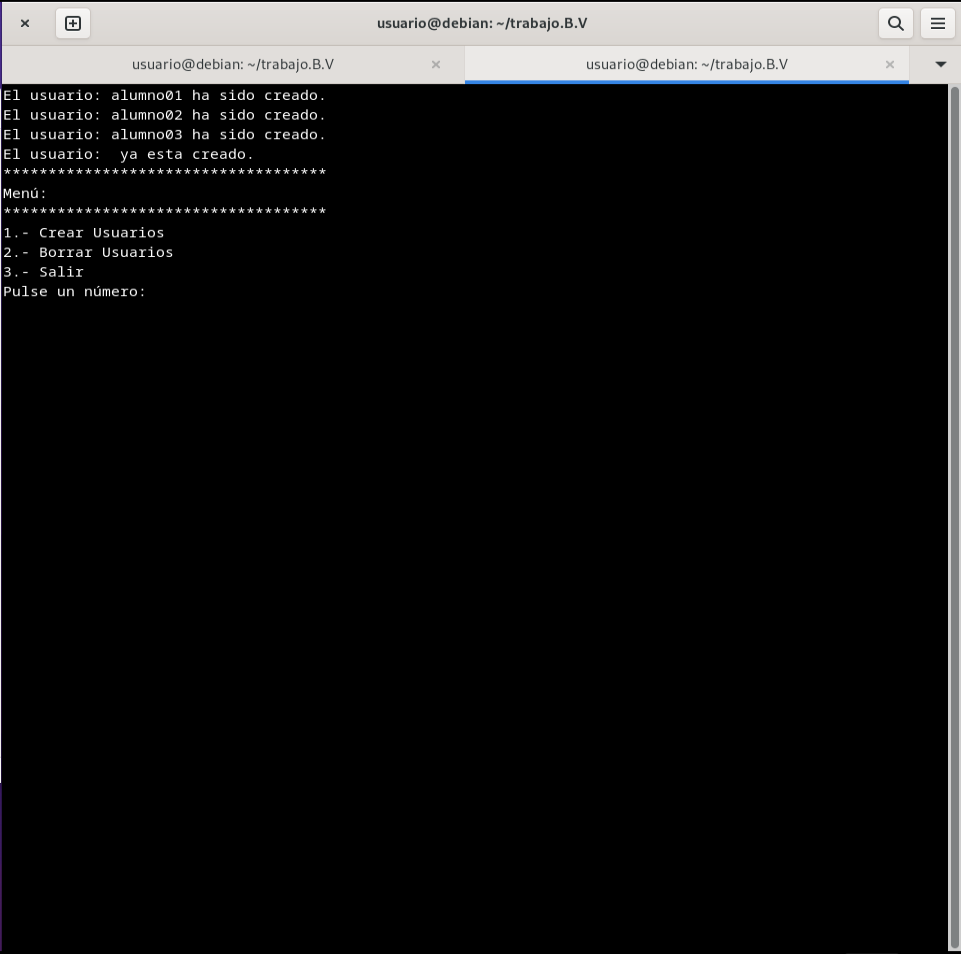 usuario@debian: ~/trabajo.B.V
usuario@debian: ~/trabajo.B.V
usuario@debian: ~/trabajo.B.V
El usuario: alumno01 ha sido creado.
El usuario: alumno02 ha sido creado.
El usuario: alumno03 ha sido creado.
El usuario:  ya esta creado.
************************************
Menú:
************************************
1.- Crear Usuarios
2.- Borrar Usuarios
3.- Salir
Pulse un número: